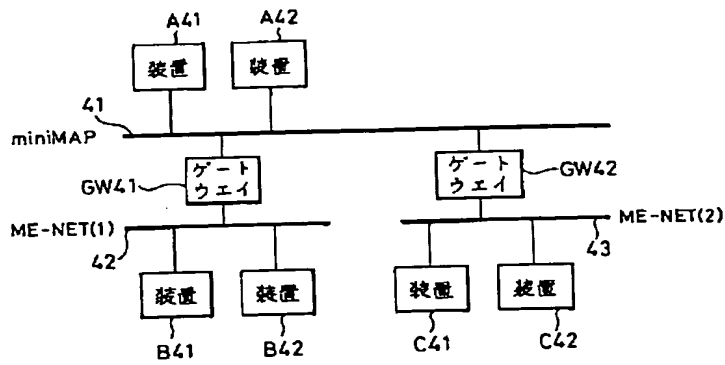 A41
A42
装置
装置
41
miniMAP
ゲート
ウエイ
GW41
ゲート
ウエイ
GW42
ME-NET(1)
42
ME-NET(2)
43
装置
装置
装置
装置
B41
B42
C41
C42